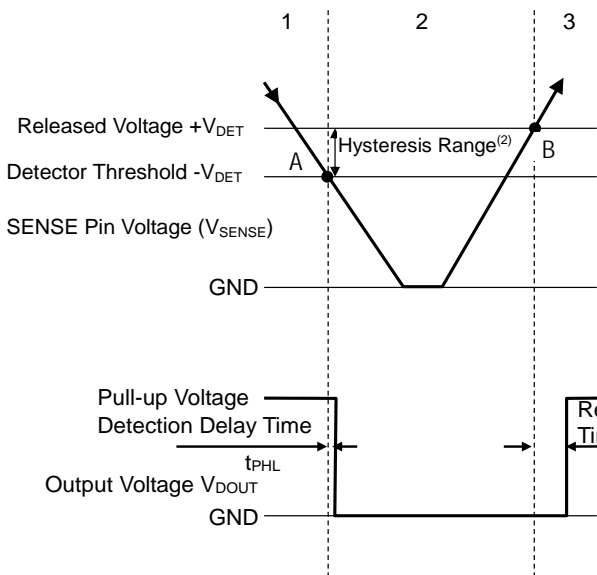 1 2 3
Released Voltage +VDET
Hysteresis Range(2)
A
B
Detector Threshold -VDET
SENSE Pin Voltage (VSENSE)
GND
Pull-up Voltage
Detection Delay Time
tPHL
Output Voltage VDOUT
GND